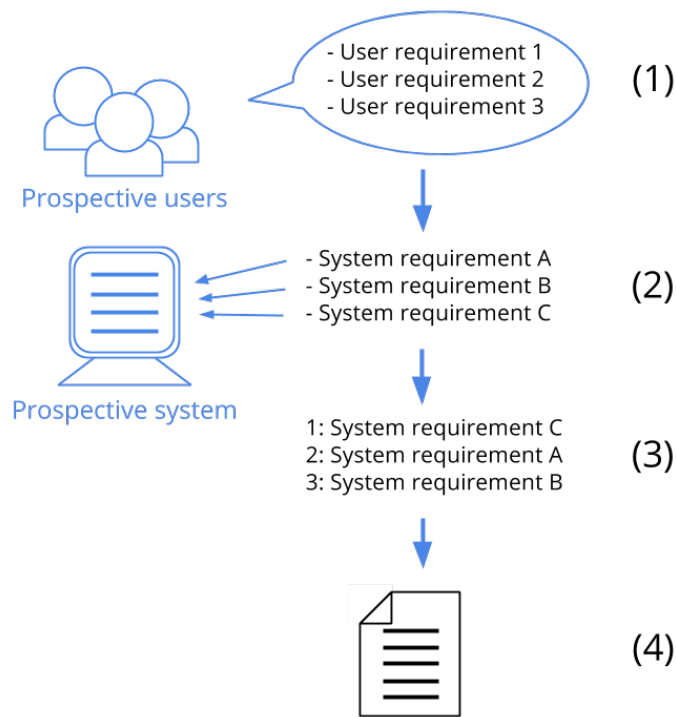 - User requirement 1
- User requirement 2
- User requirement 3
(1)
Prospective users
- System requirement A
- System requirement B
- System requirement C
(2)
Prospective system
1: System requirement C
2: System requirement A
3: System requirement B
(3)
(4)